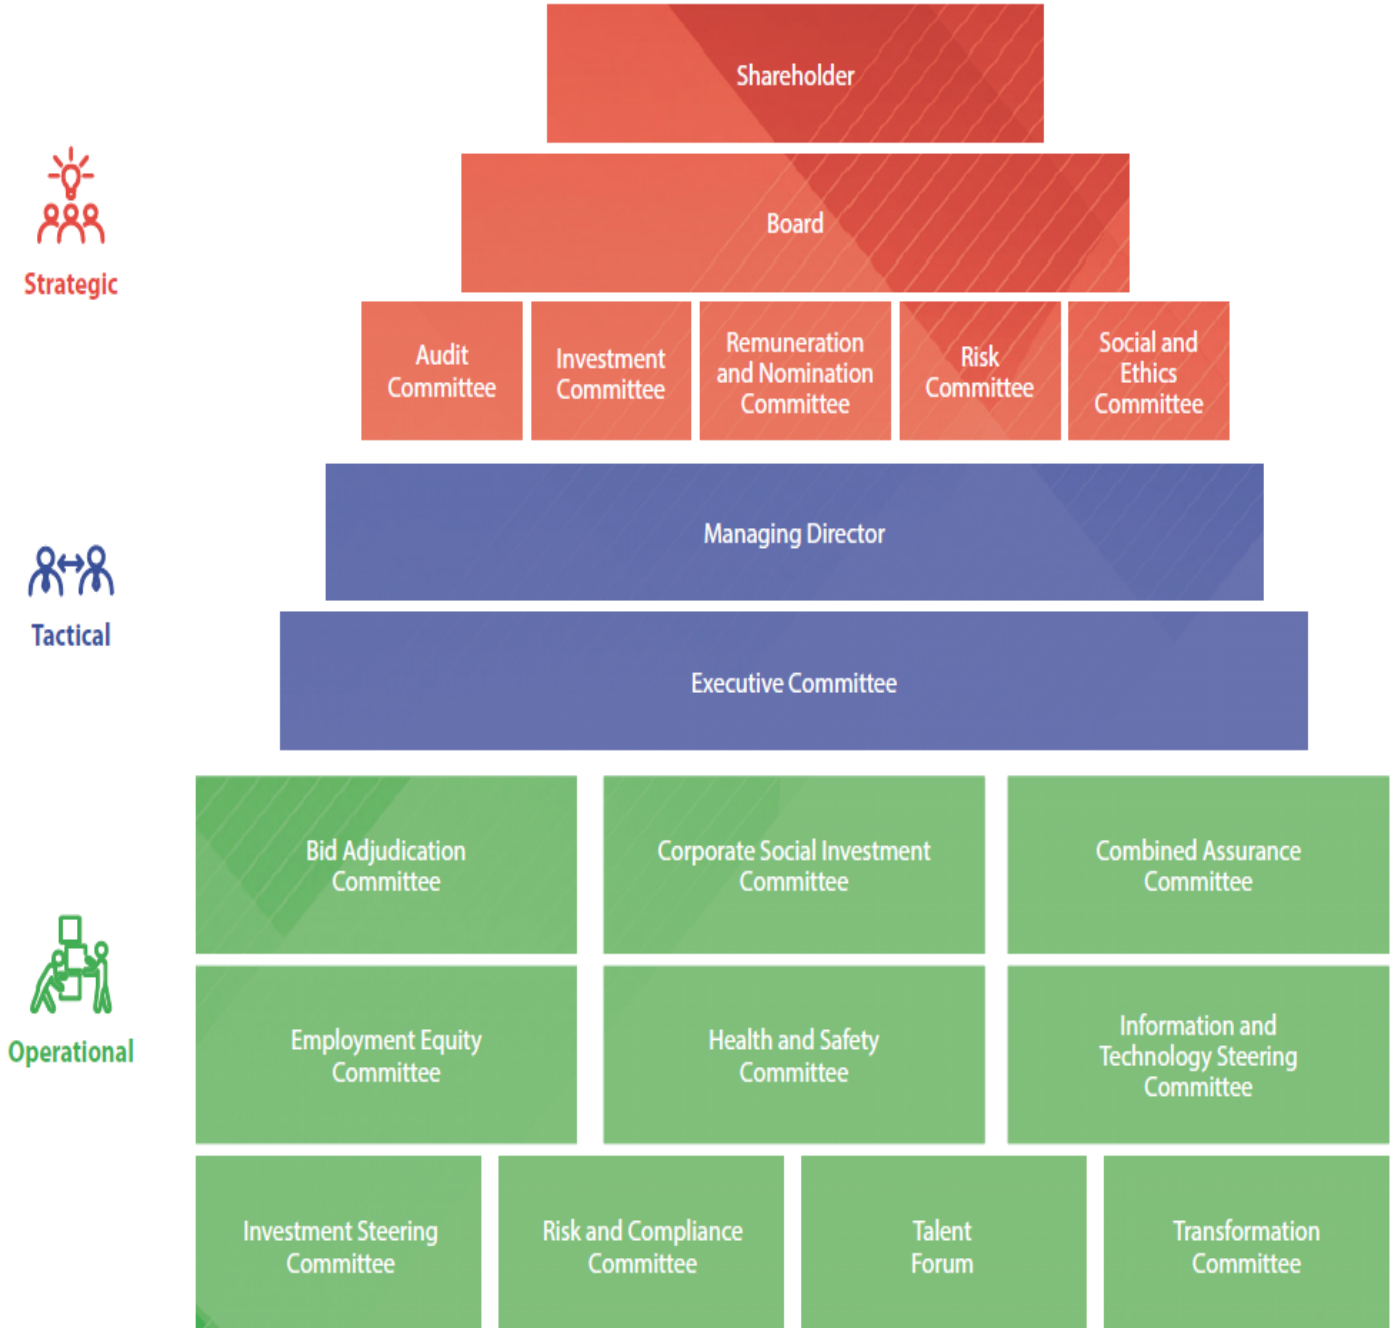 Shareholder
Board
Strategic
Audit
Committee
Investment
Committee
Remuneration
and Nomination
Committee
Risk
Committee
Social and
Ethics
Committee
Managing Director
Tactical
Executive Committee
Bid Adjudication
Committee
Corporate Social Investment
Committee
Combined Assurance
Committee
Operational
Employment Equity
Committee
Health and Safety
Committee
Information and
Technology Steering
Committee
Investment Steering
Committee
Risk and Compliance
Committee
Talent
Forum
Transformation
Committee